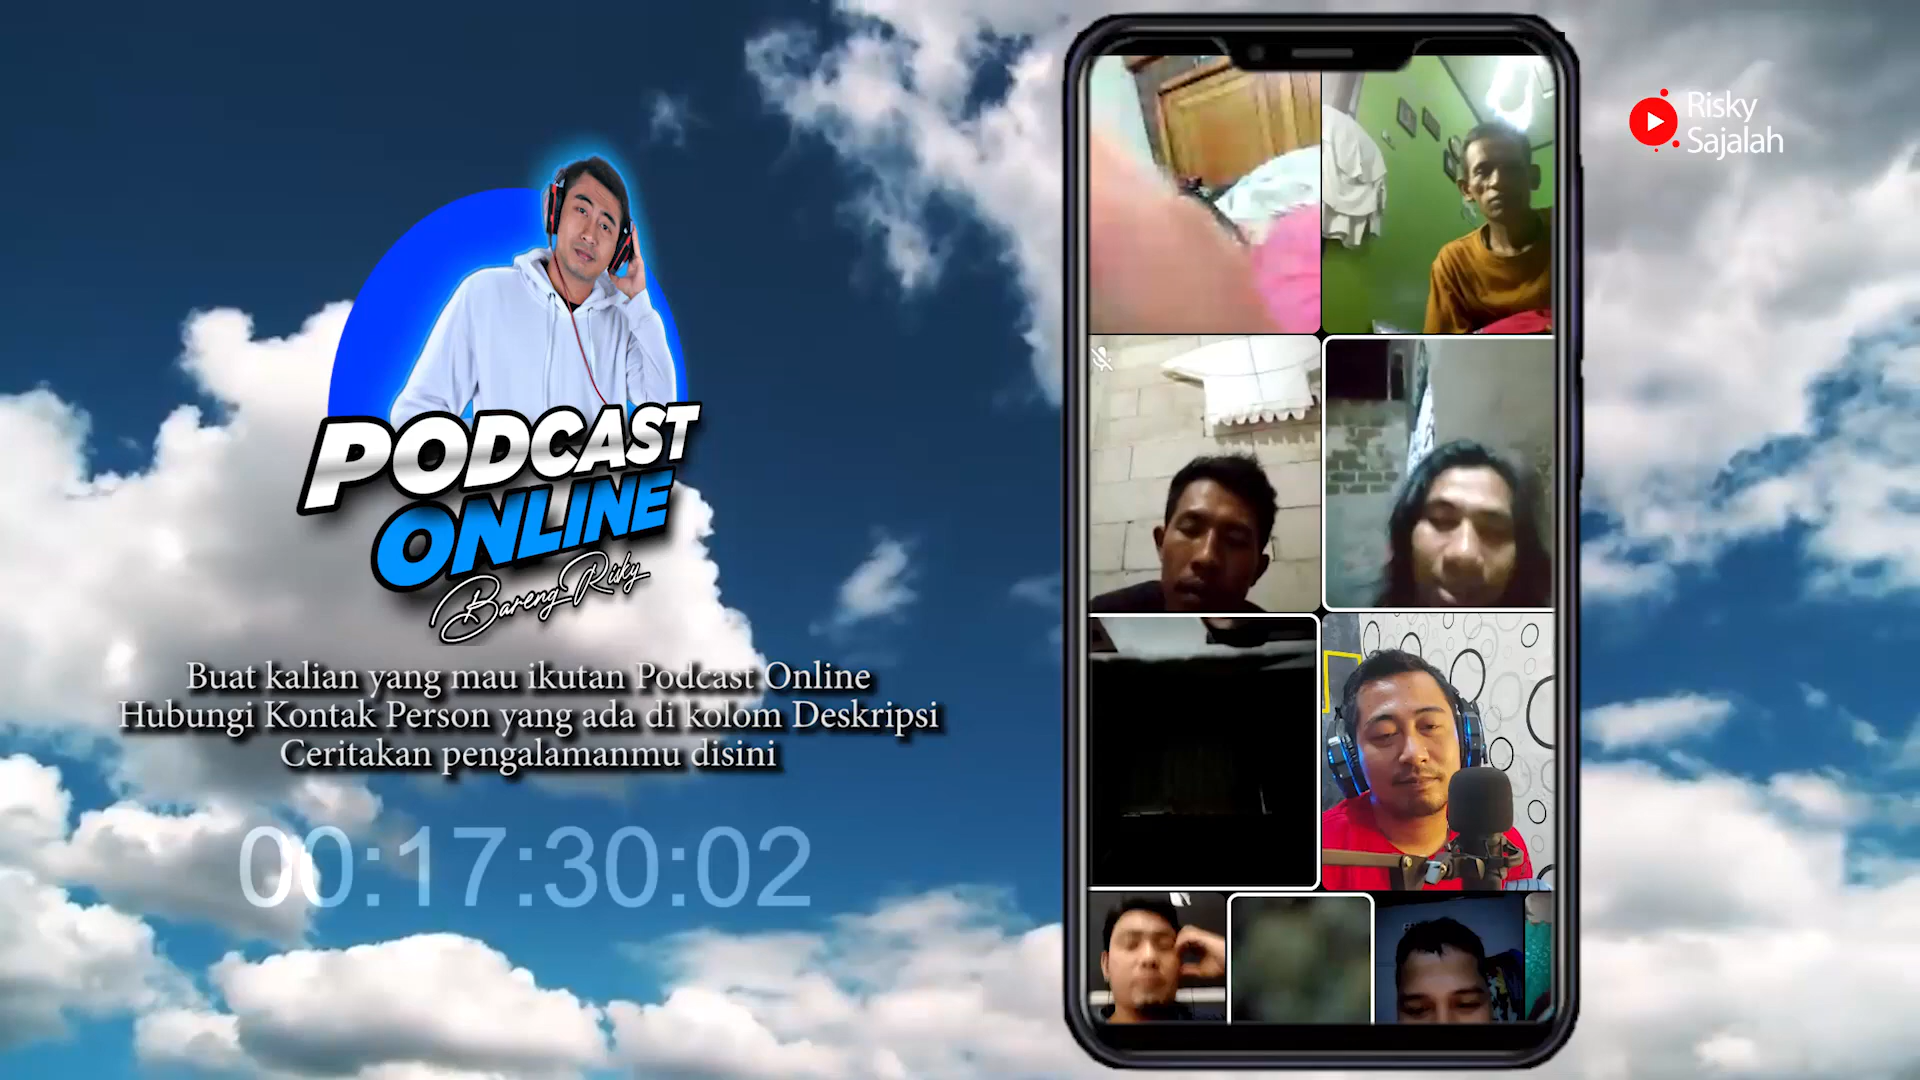 PODCAST
ONLINE
Bareng Risky
Buat kalian yang mau ikutan Podcast Online
Hubungi Kontak Person yang ada di kolom Deskripsi
Ceritakan pengalamanmu disini
00:17:30:02
Risky
Sajalah